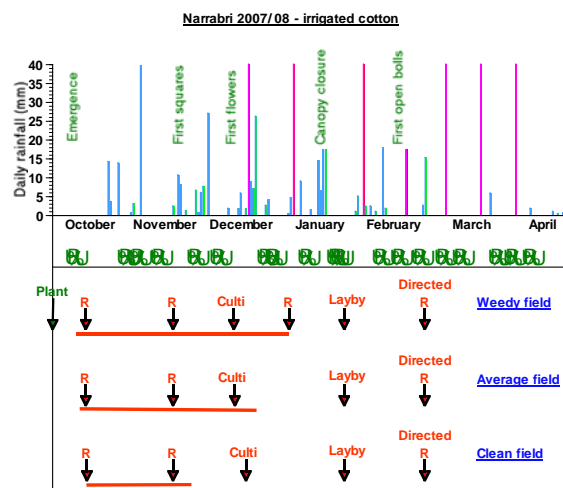 Narrabri 2007/08 - irrigated cotton
Daily rainfall (mm)
40
35
30
25
20
15
10
5
0
Emergence
First squares
First flowers
Canopy closure
First open bolls
October November December January February March April
Plant
R R Culti R Layby Directed Weedy field
R R Culti Layby Directed Average field
R R Culti Layby Directed Clean field